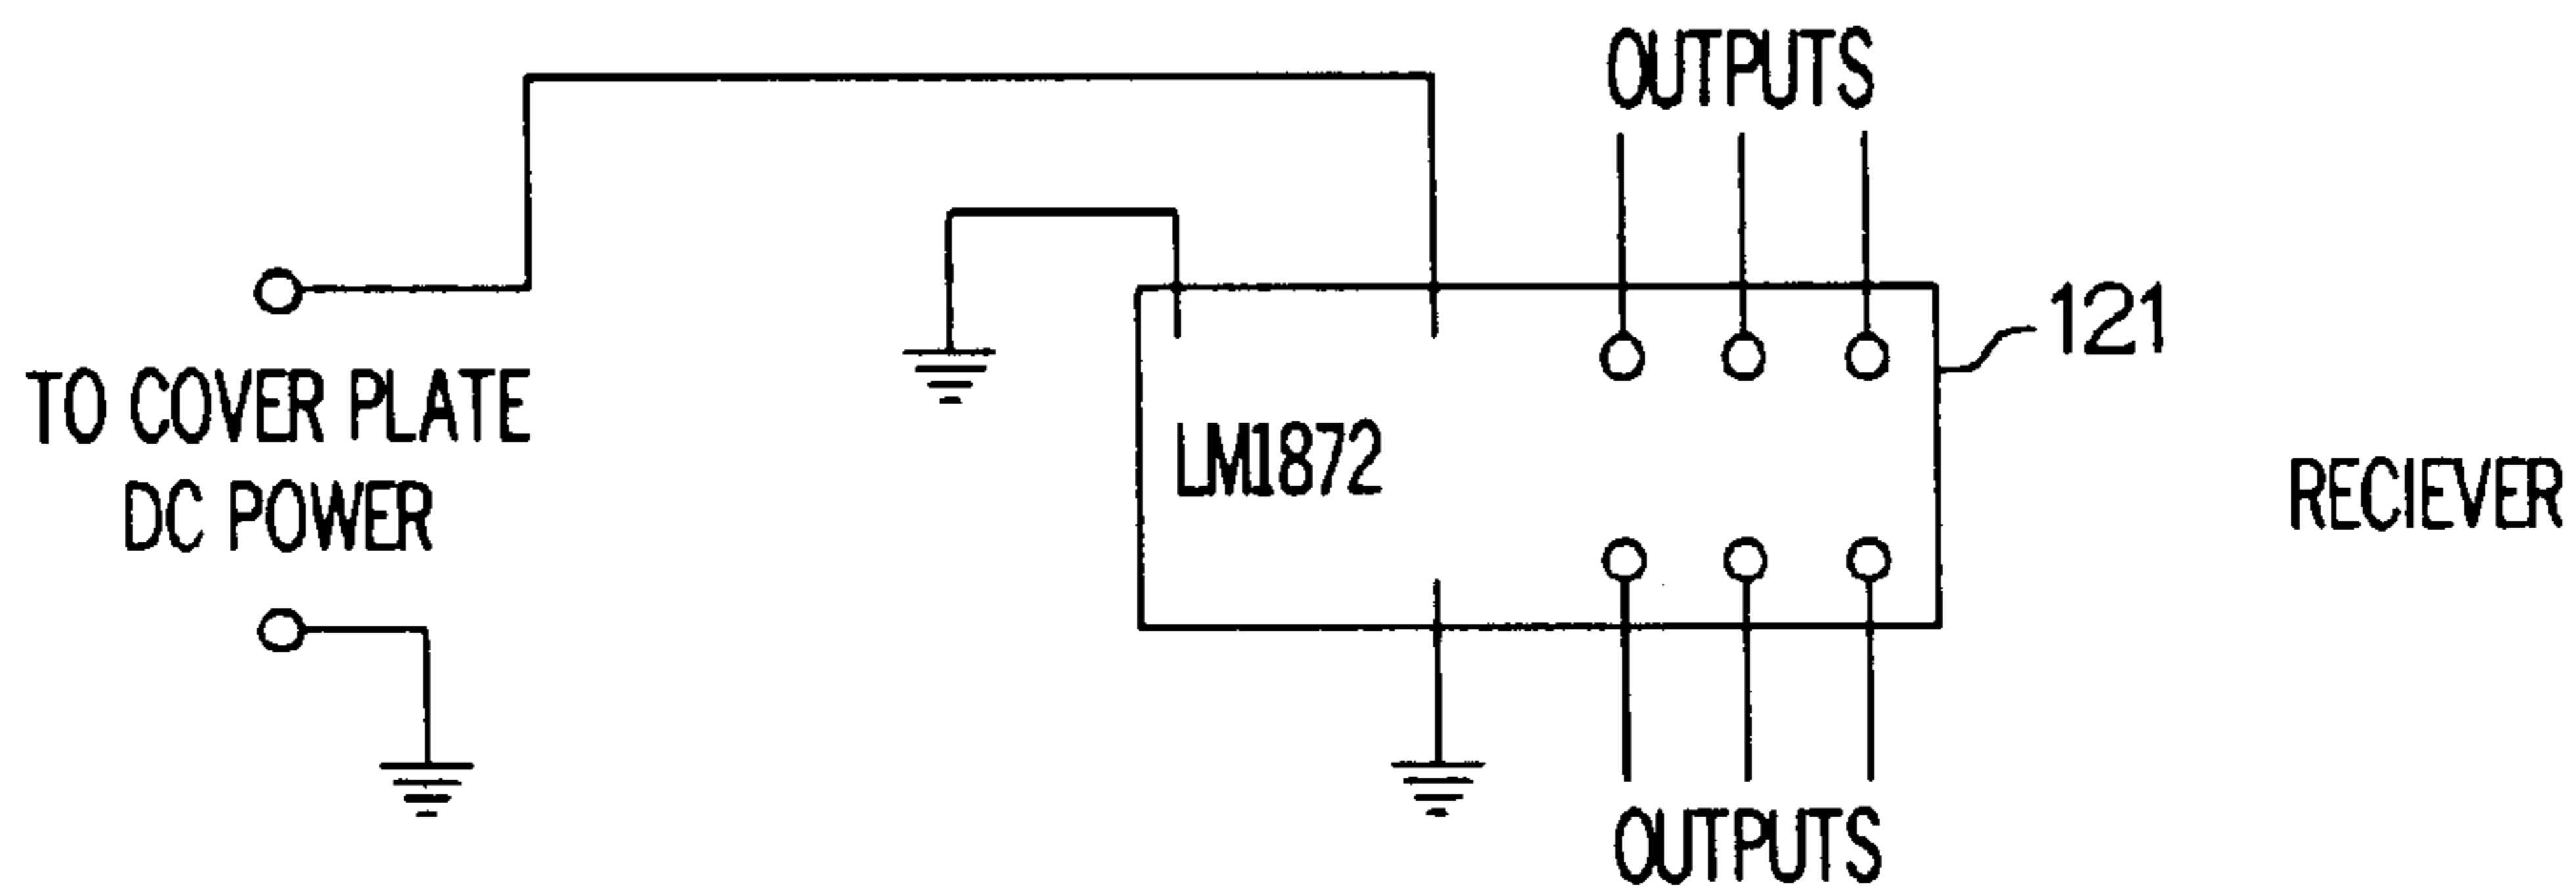 OUTPUTS
121
TO COVER PLATE
DC POWER
LM1872
RECIEVER
OUTPUTS